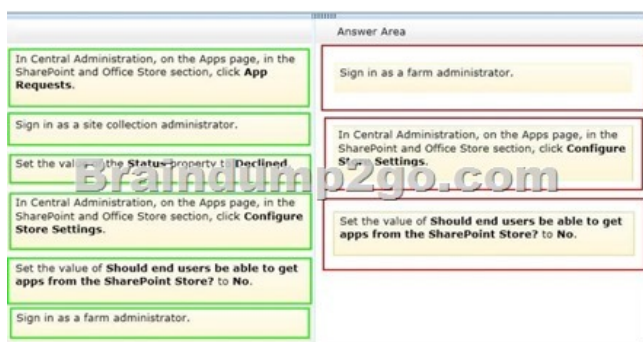 Answer Area
In Central Administration, on the Apps page, in the
SharePoint and Office Store section, click App
Requests.
Sign in as a site collection administrator.
Set the value of the Status property to Declined.
In Central Administration, on the Apps page, in the
SharePoint and Office Store section, click Configure
Store Settings.
Set the value of Should end users be able to get
apps from the SharePoint Store? to No.
Sign in as a farm administrator.
Sign in as a farm administrator.
In Central Administration, on the Apps page, in the
SharePoint and Office Store section, click Configure
Store Settings.
Set the value of Should end users be able to get
apps from the SharePoint Store? to No.
Braindump2go.com